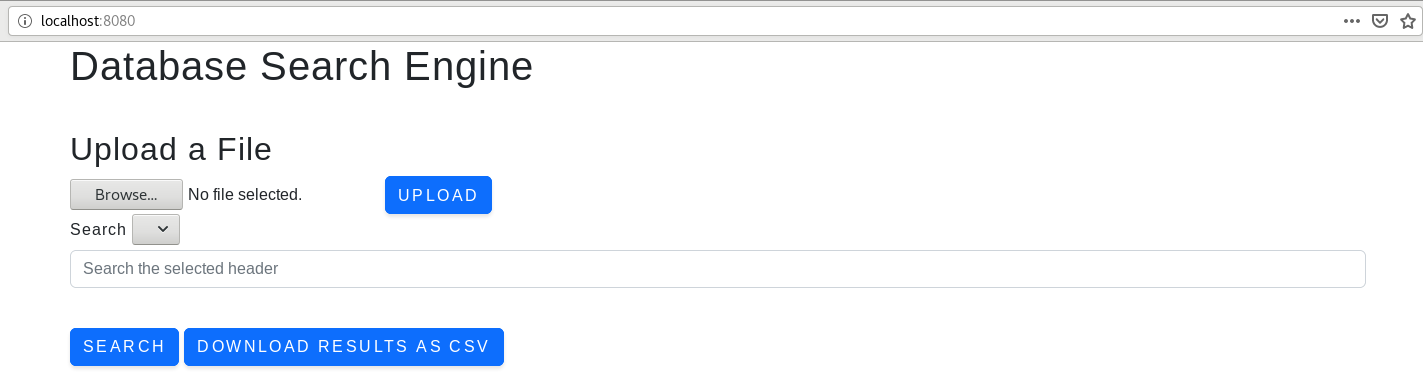 localhost:8080
Database Search Engine
Upload a File
Browse... No file selected. UPLOAD
Search
Search the selected header
SEARCH DOWNLOAD RESULTS AS CSV